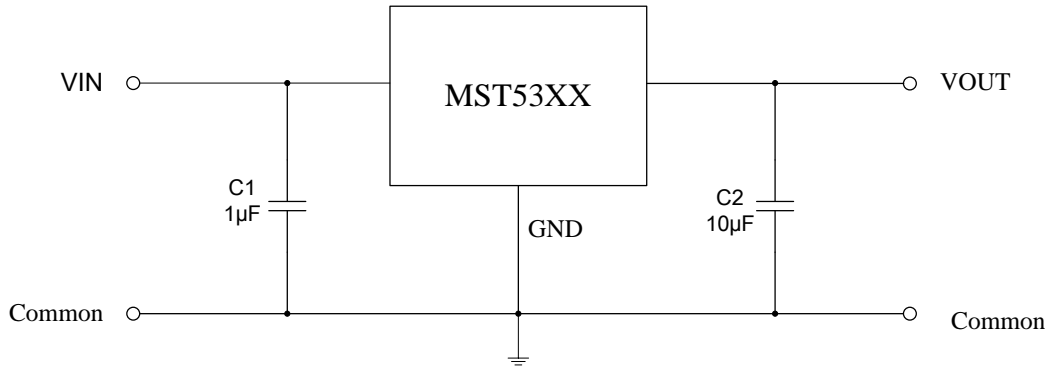 VIN
MST53XX
VOUT
C1
1µF
GND
C2
10µF
Common
Common